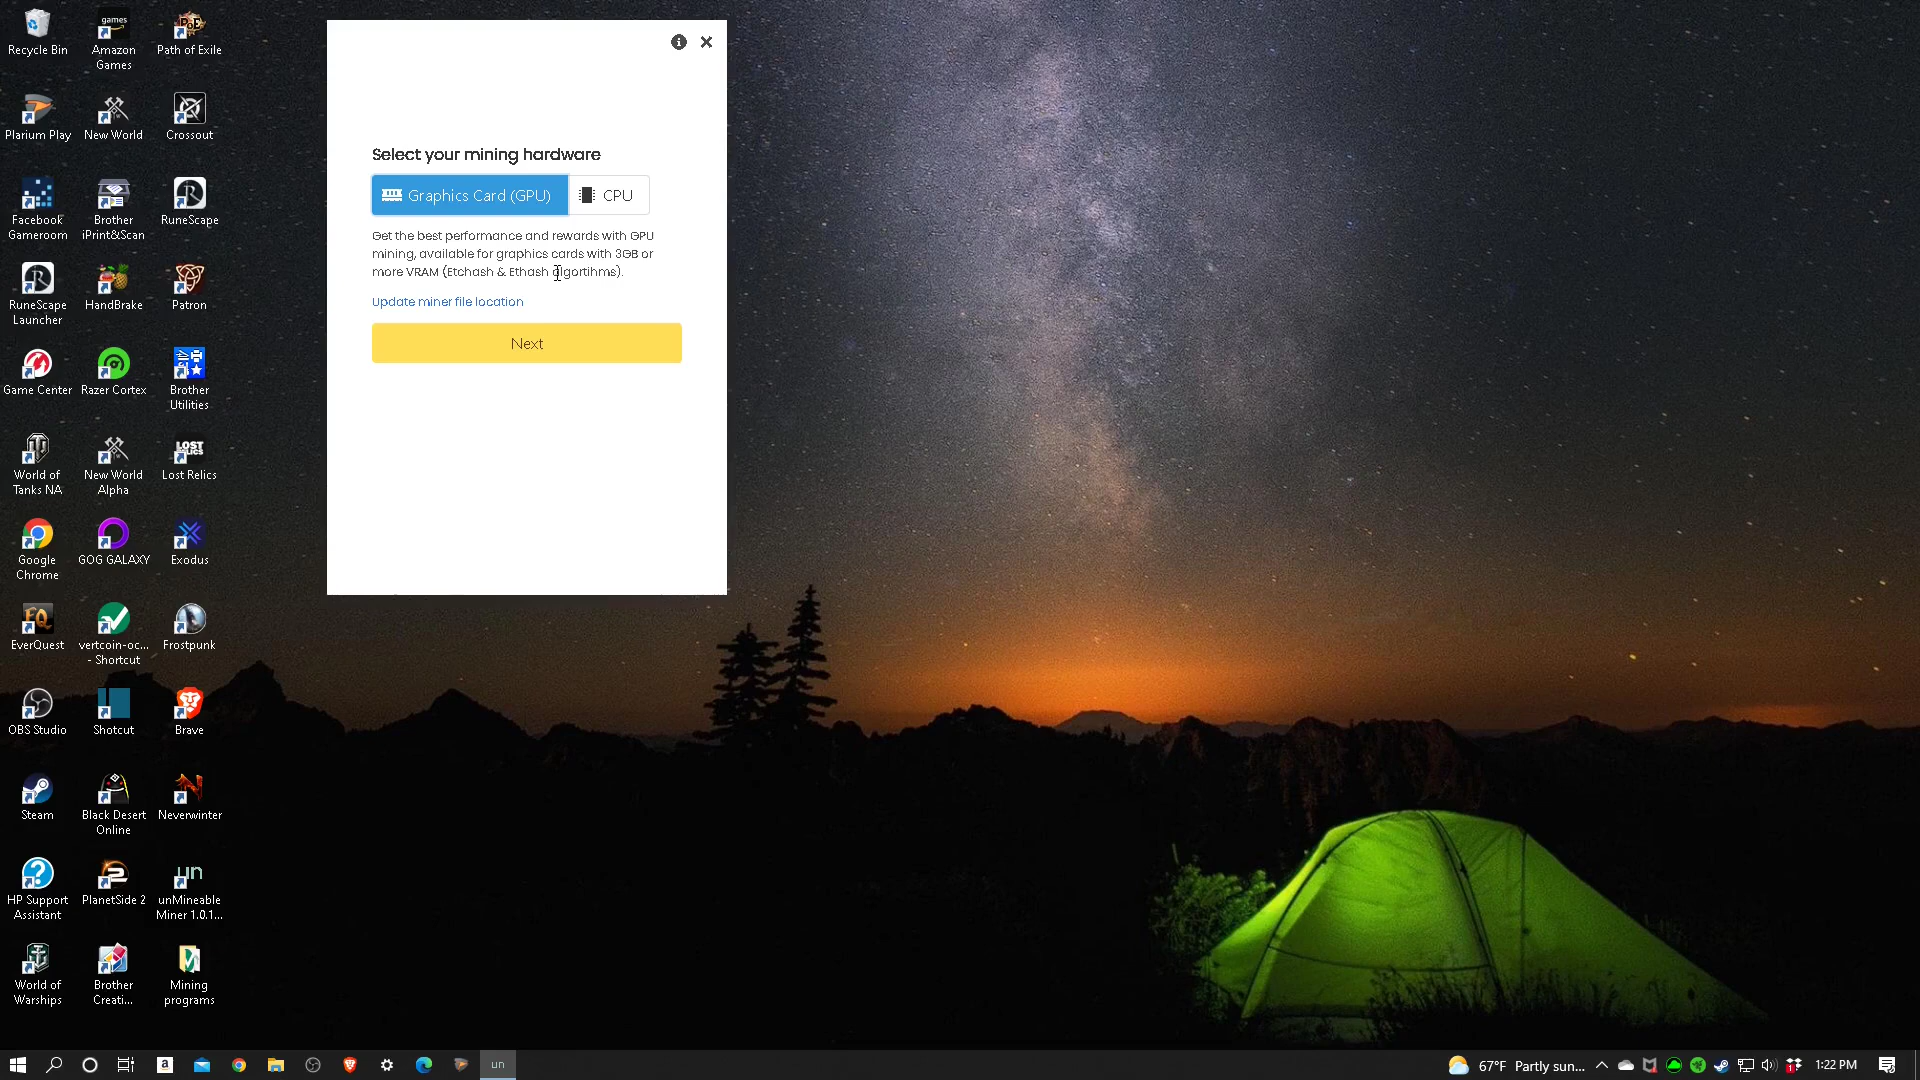 Recycle Bin
Amazon
Games
Path of Exile
Plarium Play
New World
Crossout
Facebook
Gameroom
Brother
iPrint&Scan
RuneScape
RuneScape
Launcher
HandBrake
Patron
Game Center
Razer Cortex
Brother
Utilities
World of
Tanks NA
New World
Alpha
LOST
RELICS
Lost Relics
Google
Chrome
GOG GALAXY
Exodus
EverQuest
vertcoin-oc...
- Shortcut
Frostpunk
OBS Studio
Shotcut
Brave
Steam
Black Desert
Online
Neverwinter
HP Support
Assistant
PlanetSide 2
un
unMineable
Miner 1.0.1...
World of
Warships
Brother
Creati...
Mining
programs
Select your mining hardware
Graphics Card (GPU)
CPU
Get the best performance and rewards with GPU
mining, available for graphics cards with 3GB or
more VRAM (Etchash & Ethash algortihms).
Update miner file location
Next
un
67°F Partly sun...
1:22 PM